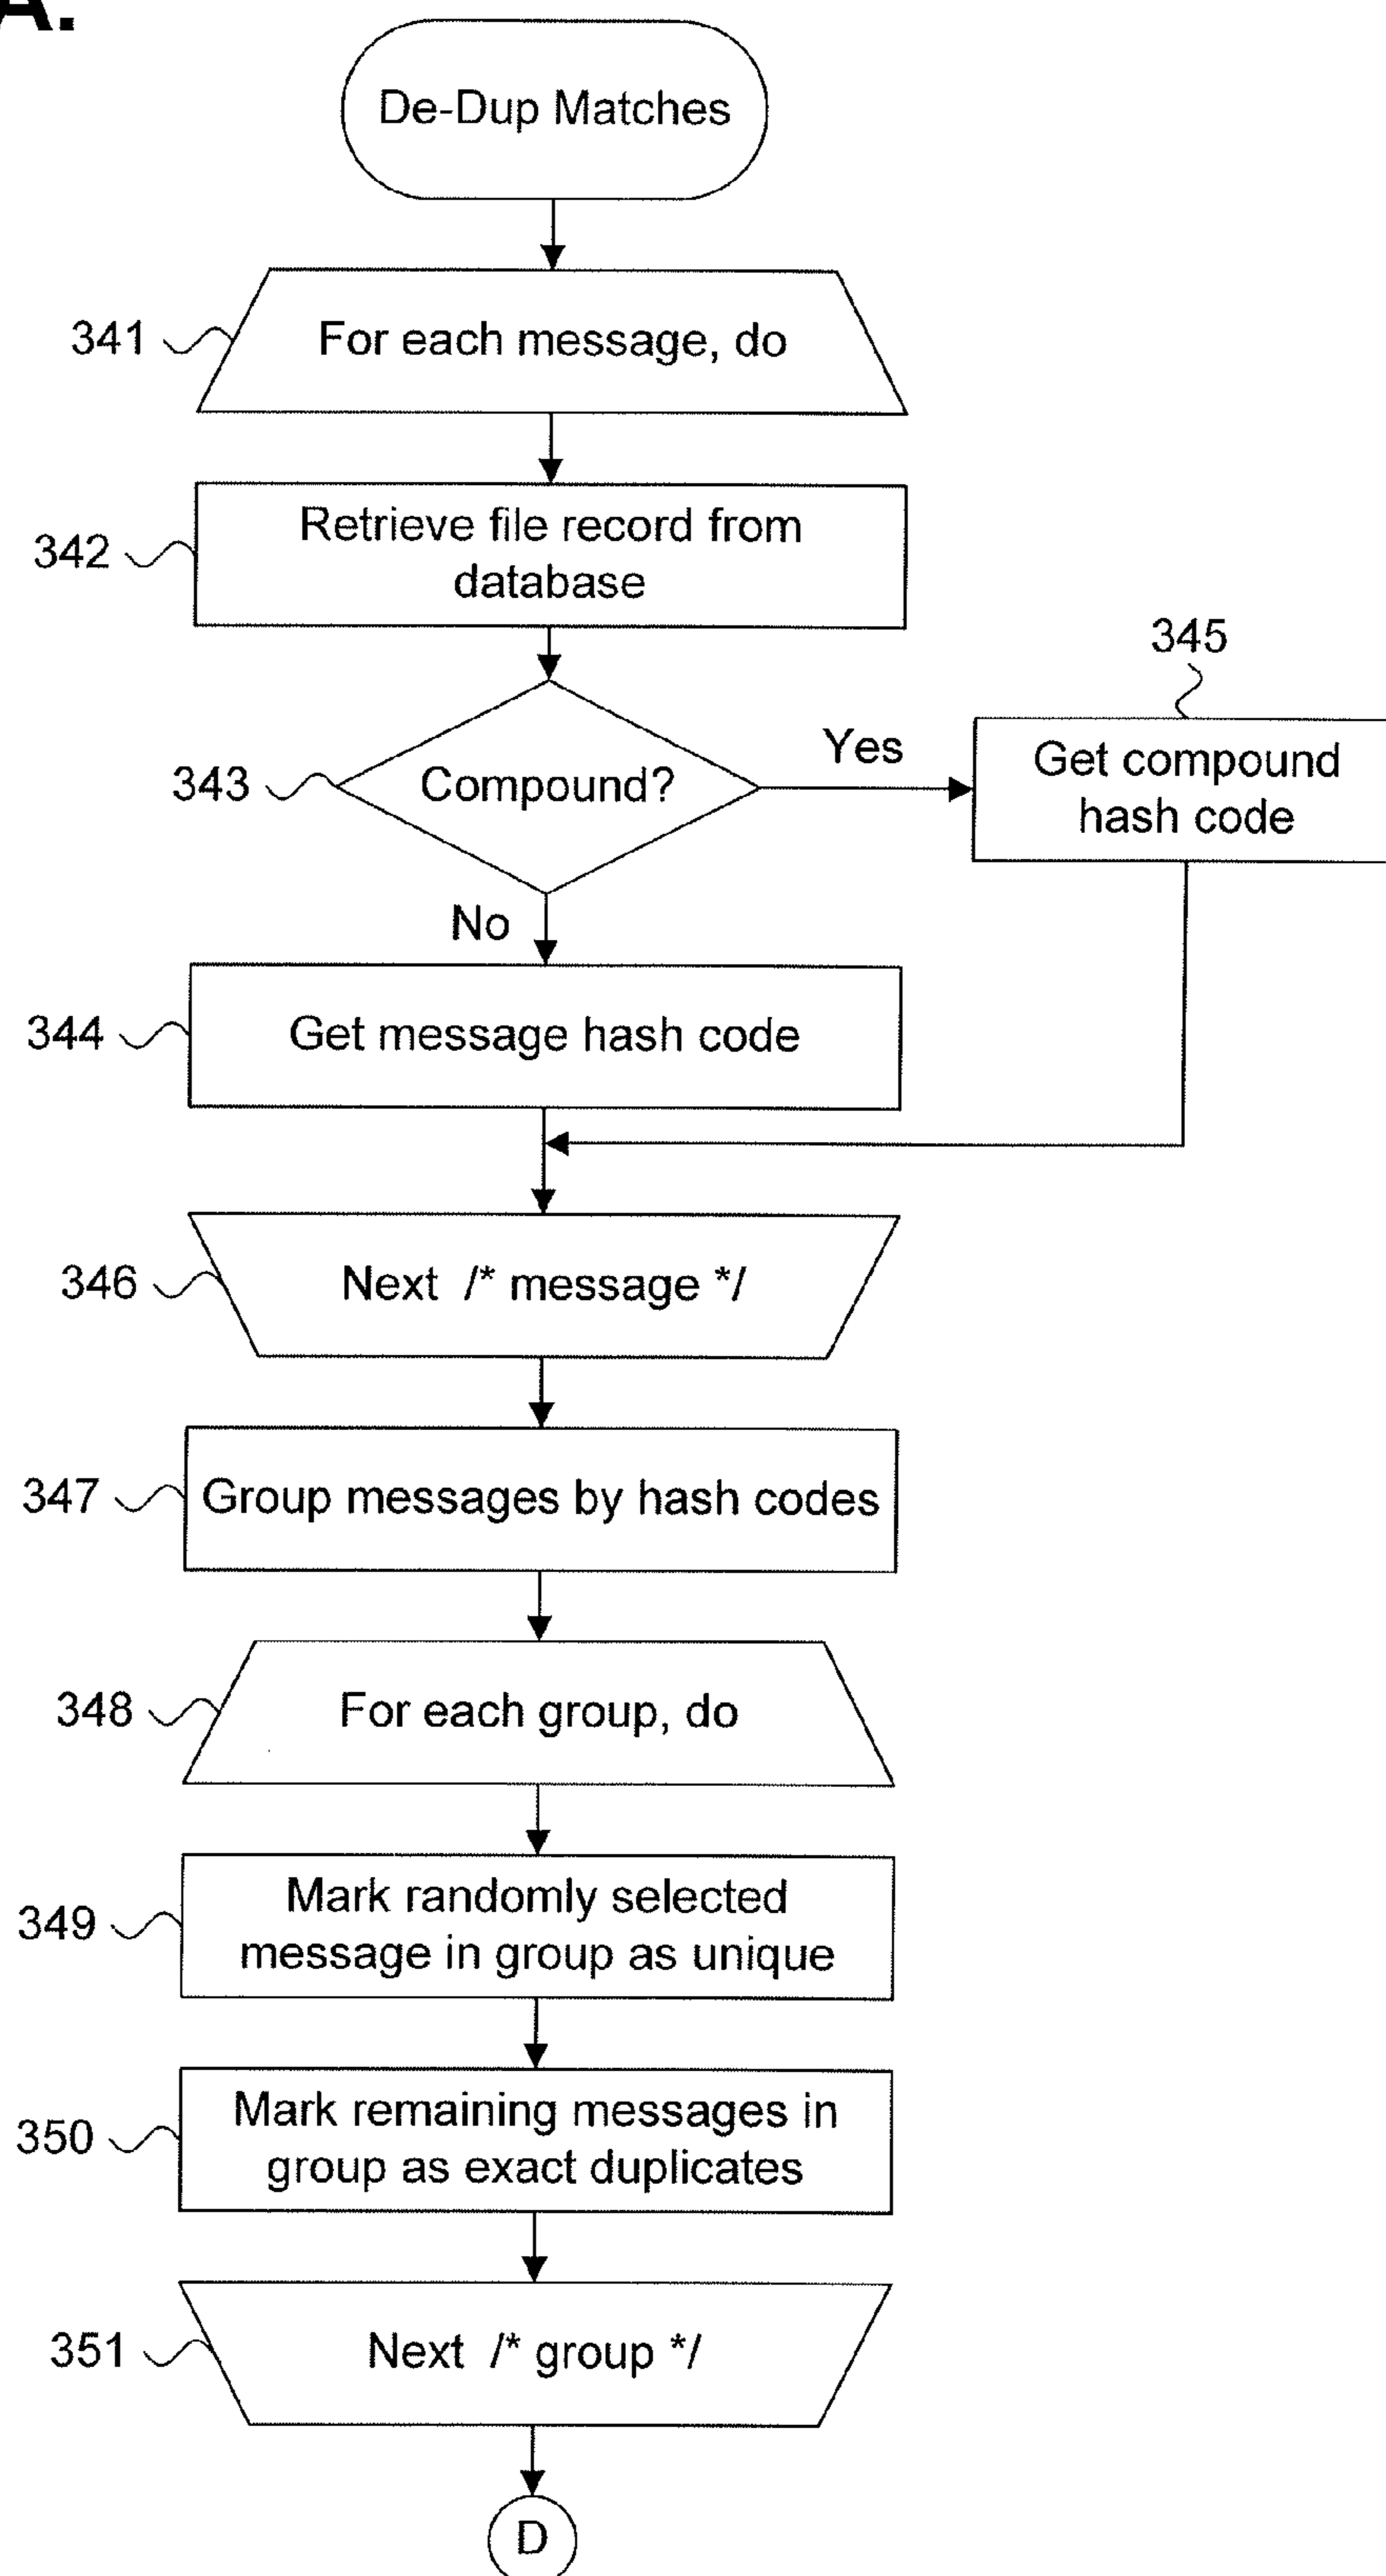 A.
De-Dup Matches
341
For each message, do
342
Retrieve file record from
database
345
343
Compound?
Yes
Get compound
hash code
No
344
Get message hash code
346
Next /* message */
347
Group messages by hash codes
348
For each group, do
349
Mark randomly selected
message in group as unique
350
Mark remaining messages in
group as exact duplicates
351
Next /* group */
D